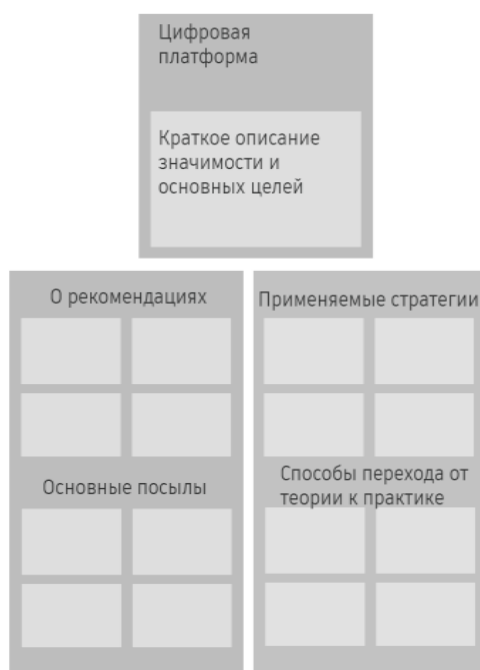 Цифровая
платформа
Краткое описание
значимости и
основных целей
О рекомендациях
Основные посылы
Применяемые стратегии
Способы перехода от
теории к практике